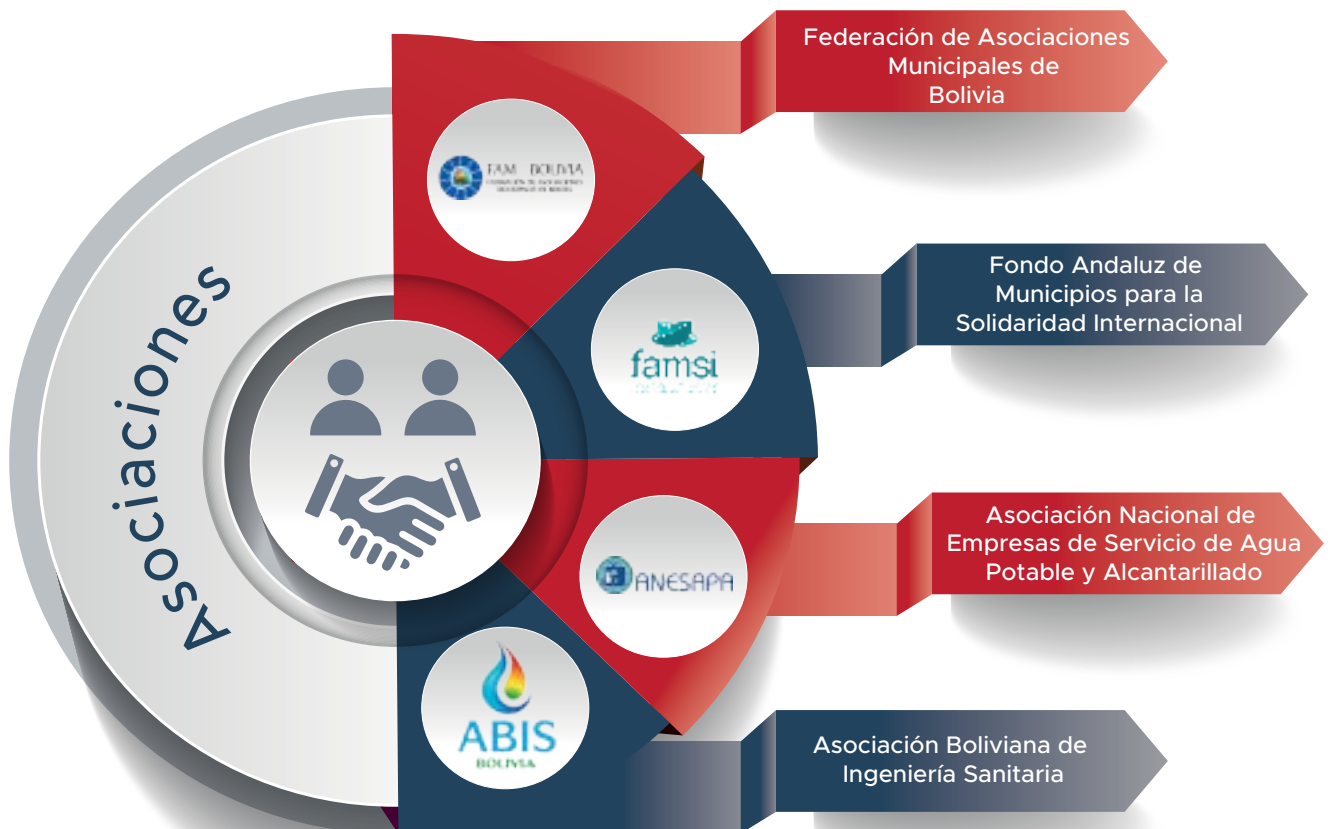 Asociaciones
FAM - BOLIVIA
Federación de Asociaciones
Municipales de
Bolivia
famsi
Fondo Andaluz de
Municipios para la
Solidaridad Internacional
ANESAPA
Asociación Nacional de
Empresas de Servicio de Agua
Potable y Alcantarillado
ABIS
BOLIVIA
Asociación Boliviana de
Ingeniería Sanitaria